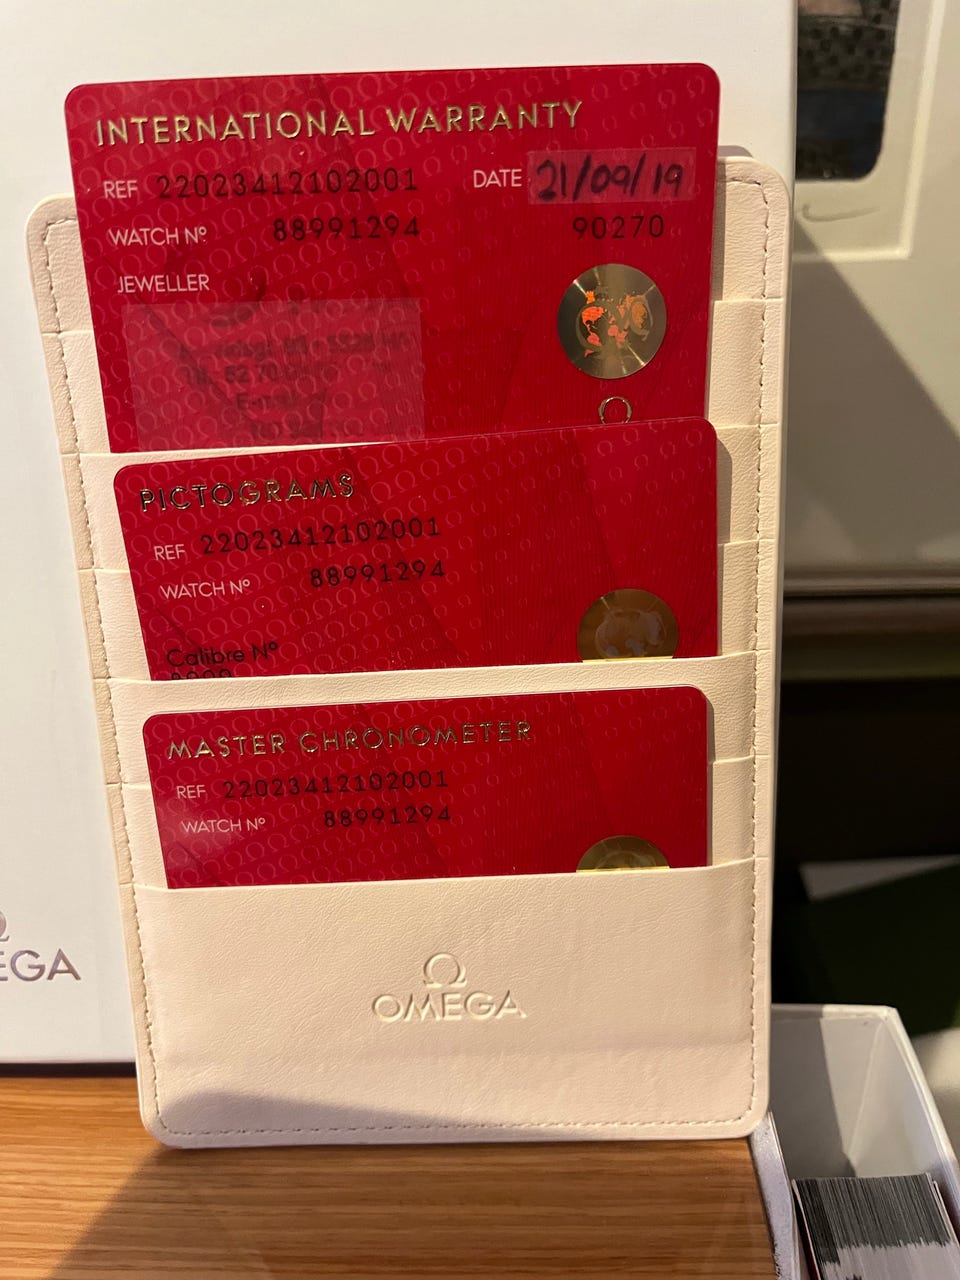 INTERNATIONAL WARRANTY
REF 22023412102001 DATE 21/09/19
WATCH Nº 88991294 90270
JEWELLER
PICTOGRAMS
REF 22023412102001
WATCH Nº 88991294
Calibre Nº
MASTER CHRONOMETER
REF 22023412102001
WATCH Nº 88991294
OMEGA
EGA